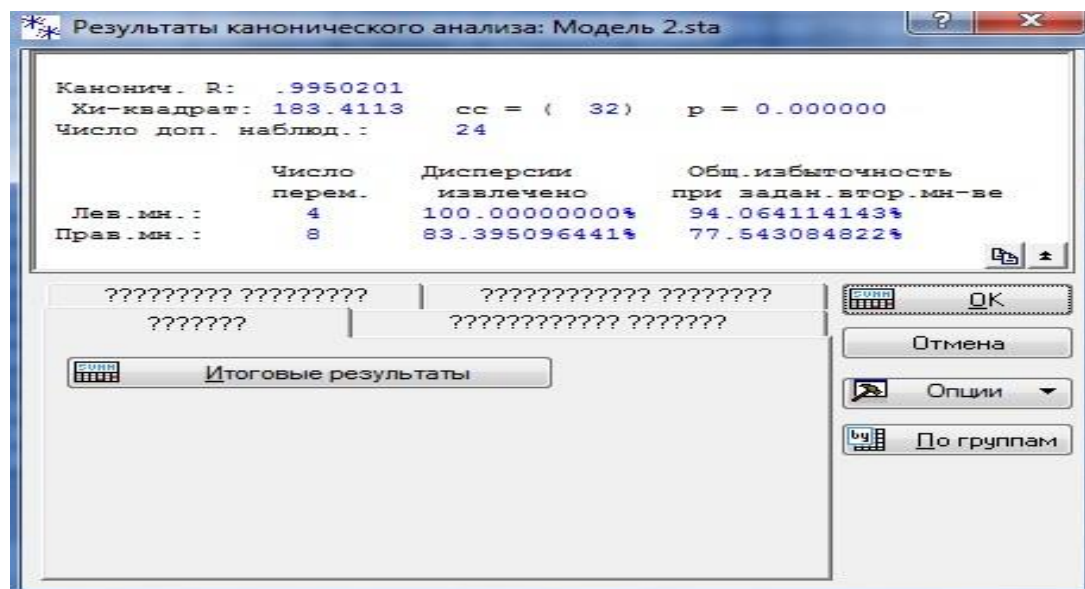 Результаты канонического анализа: Модель 2.sta
Канонич. R: .9950201
Хи-квадрат: 183.4113 сс = ( 32) p = 0.000000
Число доп. наблюд.: 24
Число Дисперсии Общ.избыточность
перем. извлечено при задан.втор.мн-ве
Лев.мн.: 4 100.00000000% 94.064114143%
Прав.мн.: 8 83.395096441% 77.543084822%
????????? ????????? ???????????? ????????
??????? ???????????? ???????
Итоговые результаты
OK
Отмена
Опции
По группам